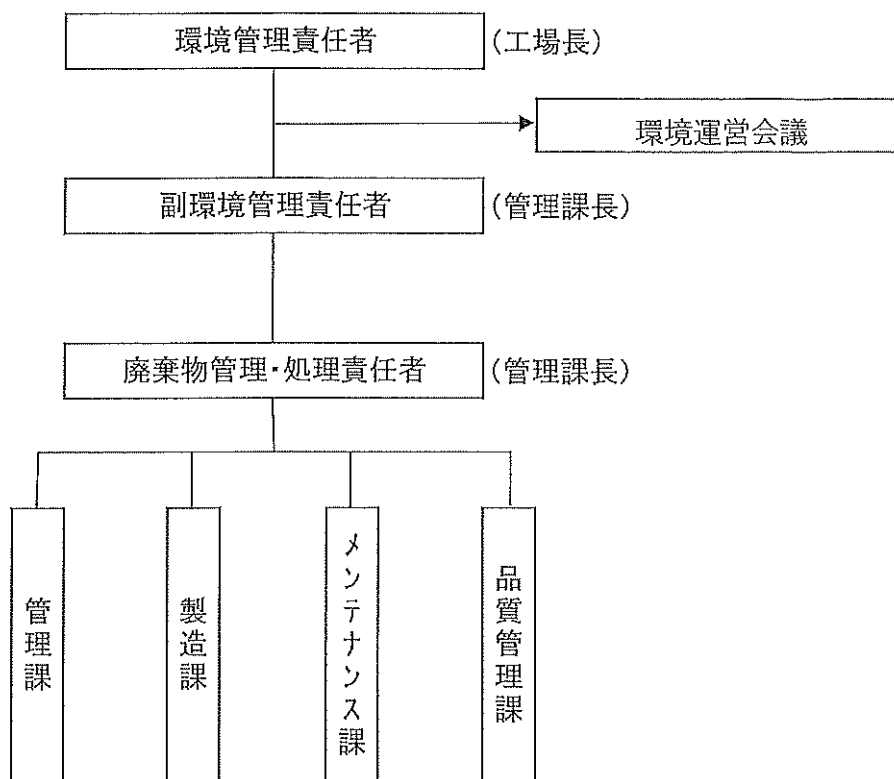 環境管理責任者 (工場長)
環境運営会議
副環境管理責任者 (管理課長)
廃棄物管理・処理責任者 (管理課長)
管理課
製造課
メンテナンス課
品質管理課